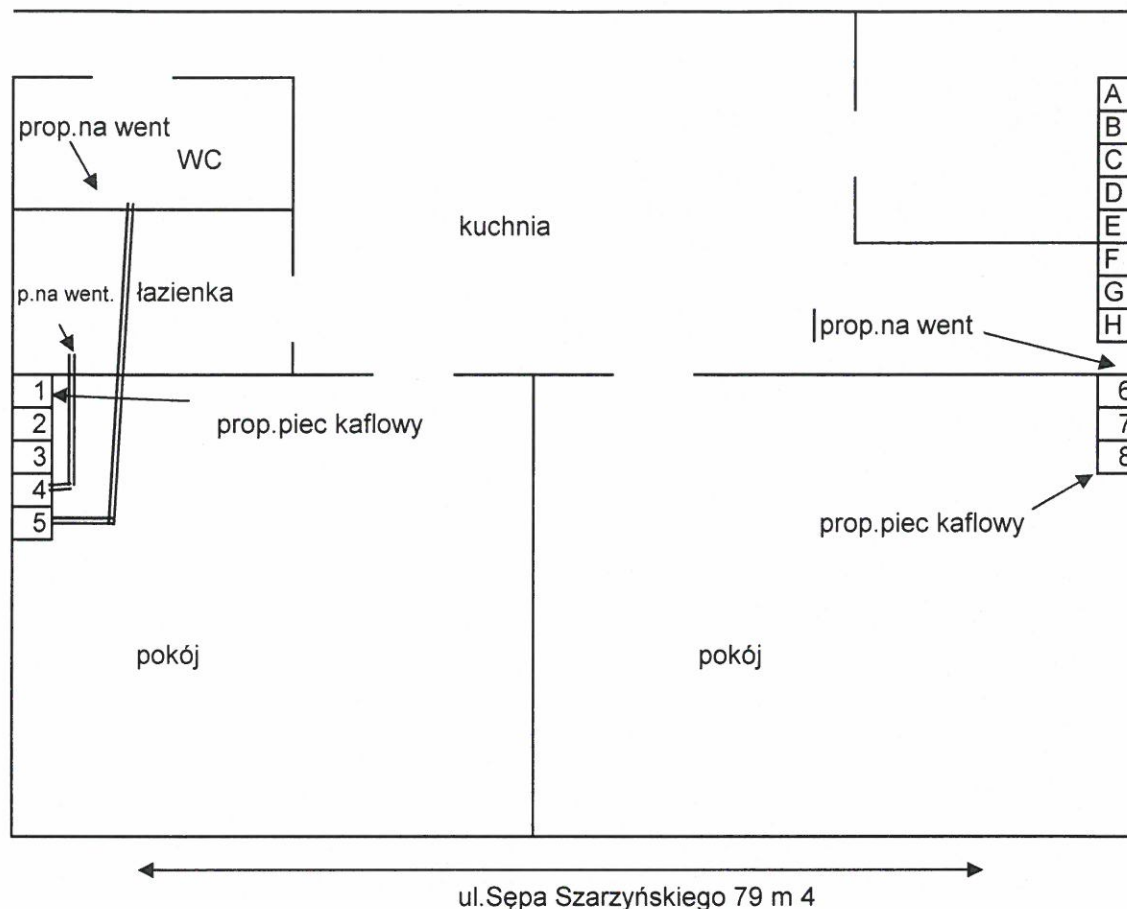 prop.na went
WC
kuchnia
p.na went.
łazienka
A
B
C
D
E
F
G
H
prop.na went
1
2
3
4
5
prop.piec kaflowy
6
7
8
prop.piec kaflowy
pokój
pokój
ul.Sępa Szarzyńskiego 79 m 4